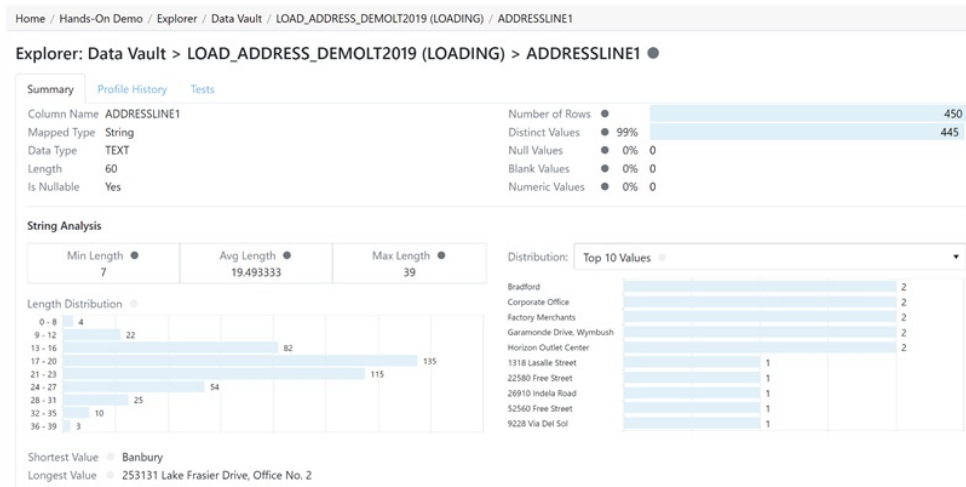 Home / Hands-On Demo / Explorer / Data Vault / LOAD_ADDRESS_DEMOLT2019 (LOADING) / ADDRESSLINE1
Explorer: Data Vault > LOAD_ADDRESS_DEMOLT2019 (LOADING) > ADDRESSLINE1
Summary Profile History Tests
Column Name ADDRESSLINE1
Mapped Type String
Data Type TEXT
Length 60
Is Nullable Yes
Number of Rows 450
Distinct Values 99% 445
Null Values 0% 0
Blank Values 0% 0
Numeric Values 0% 0
String Analysis
Min Length Avg Length Max Length
7 19.493333 39
Length Distribution
0 - 8 4
9 - 12 22
13 - 16 82
17 - 20 135
21 - 23 115
24 - 27 54
28 - 31 25
32 - 35 10
36 - 39 3
Distribution: Top 10 Values
Bradford 2
Corporate Office 2
Factory Merchants 2
Garamonde Drive, Wymbush 2
Horizon Outlet Center 2
1318 Lasalle Street 1
22580 Free Street 1
26910 Indela Road 1
52560 Free Street 1
9228 Via Del Sol 1
Shortest Value Banbury
Longest Value 253131 Lake Frasier Drive, Office No. 2